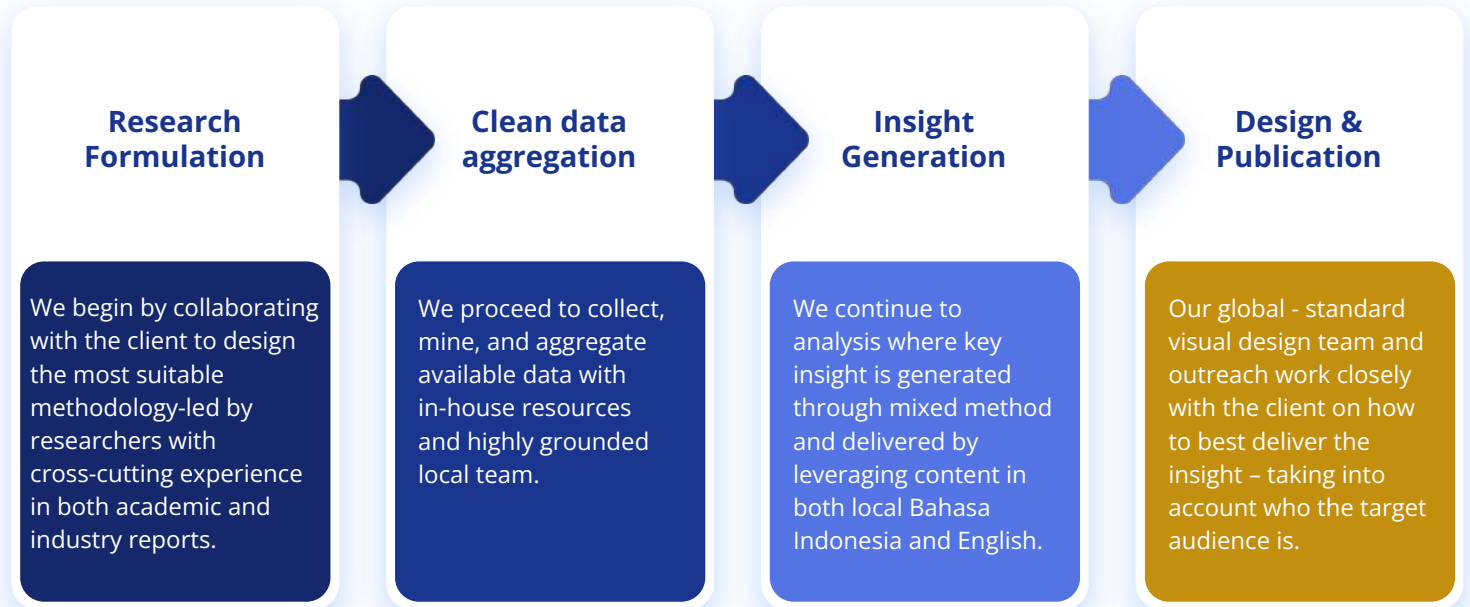 Research
Formulation
We begin by collaborating
with the client to design
the most suitable
methodology-led by
researchers with
cross-cutting experience
in both academic and
industry reports.
Clean data
aggregation
We proceed to collect,
mine, and aggregate
available data with
in-house resources
and highly grounded
local team.
Insight
Generation
We continue to
analysis where key
insight is generated
through mixed method
and delivered by
leveraging content in
both local Bahasa
Indonesia and English.
Design &
Publication
Our global - standard
visual design team and
outreach work closely
with the client on how
to best deliver the
insight – taking into
account who the target
audience is.